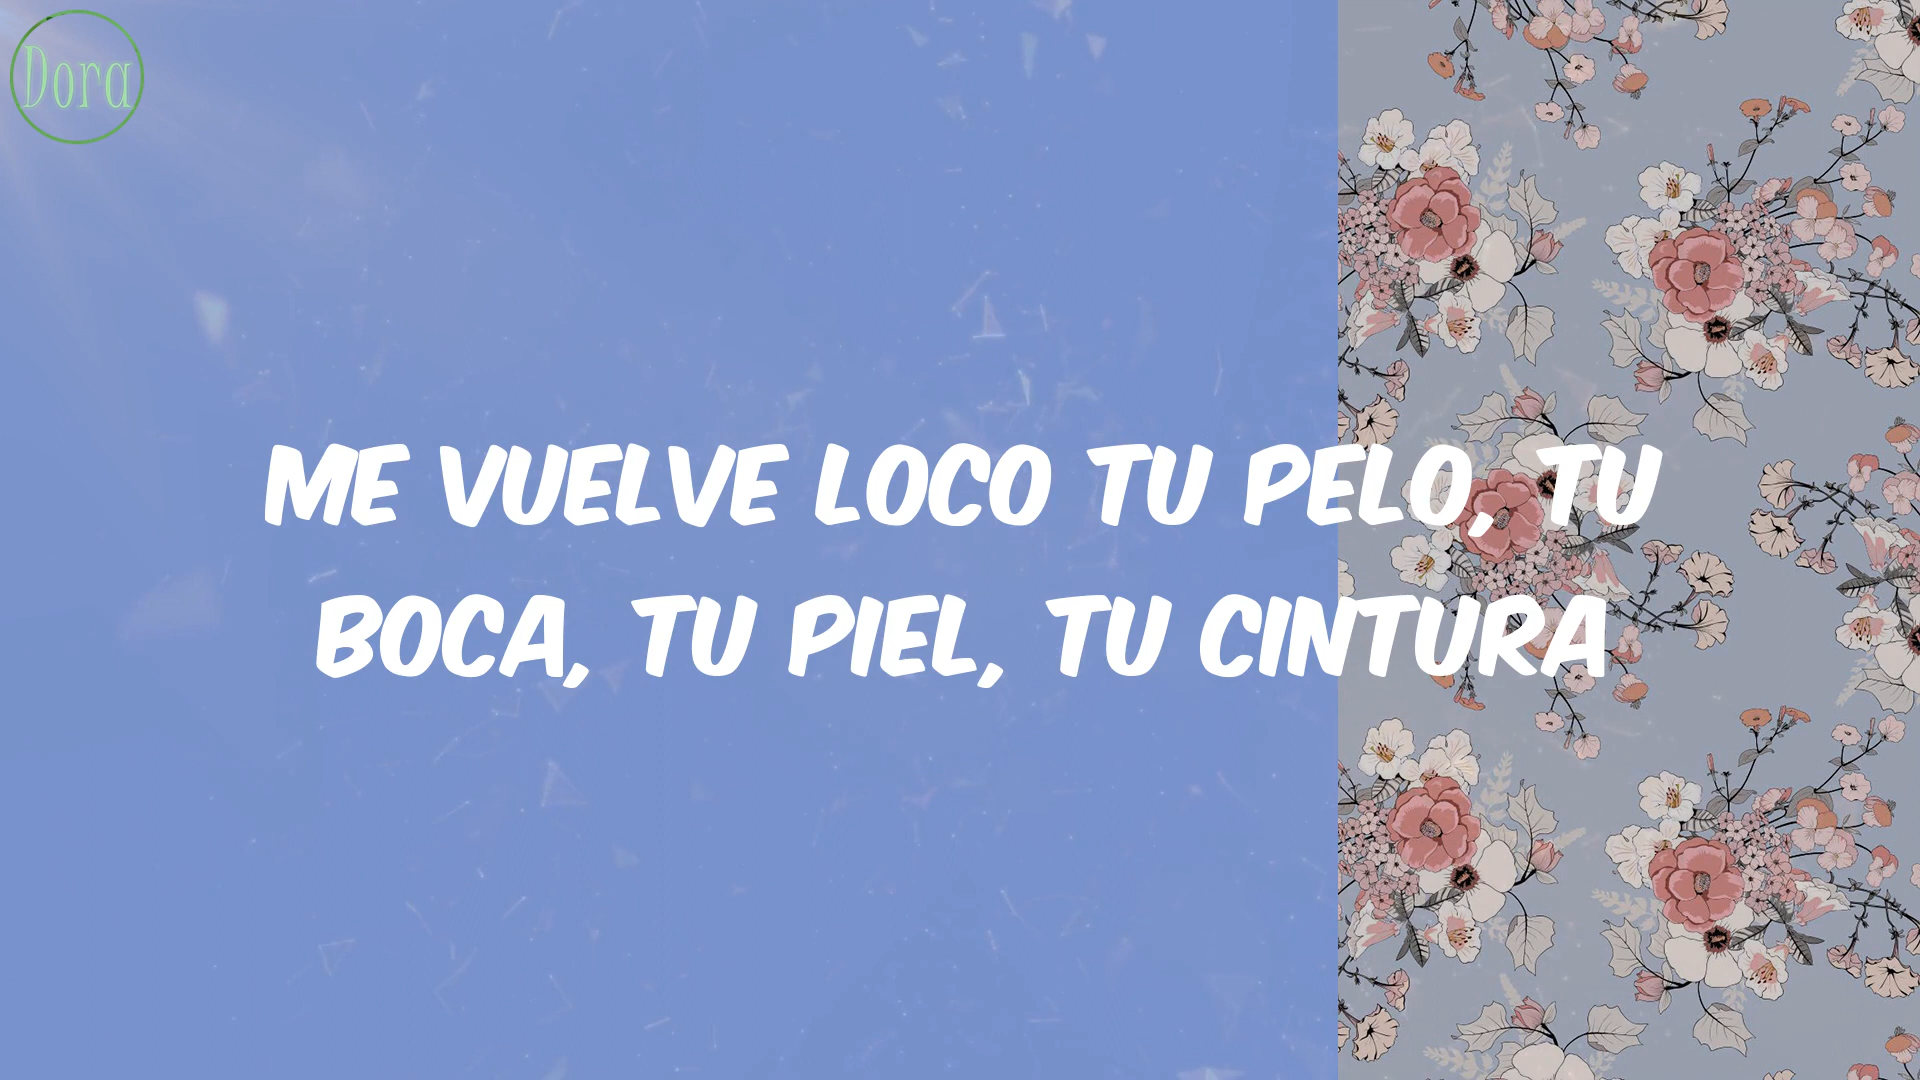 Dora
ME VUELVE LOCO TU PELO, TU
BOCA, TU PIEL, TU CINTURA